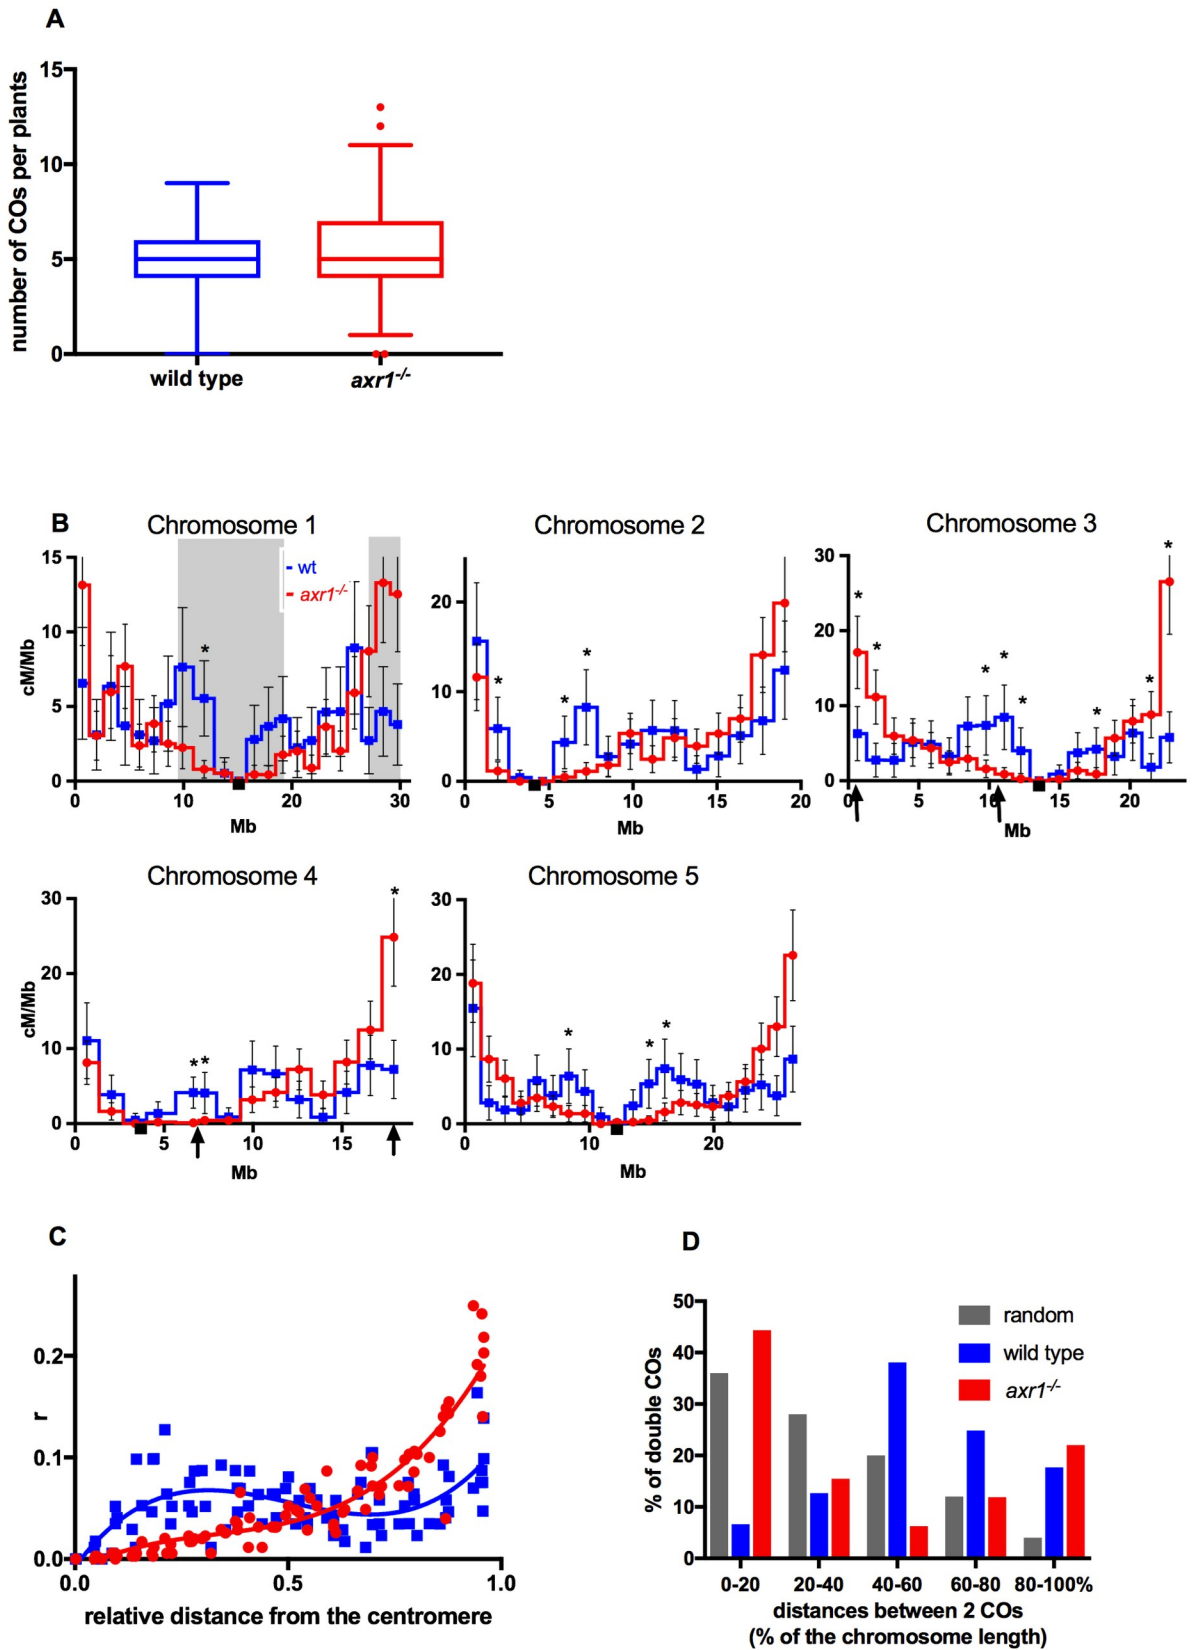 A
15
10
5
0
number of COs per plants
wild type
axr1-/-
B
Chromosome 1
wt
axr1-/-
15
10
5
0
cM/Mb
*
0
10
20
30
Mb
Chromosome 2
20
10
0
* * *
0
5
10
15
20
Mb
Chromosome 3
30
20
10
0
* * * * * * * *
0
5
10
15
20
Mb
Chromosome 4
30
20
10
0
cM/Mb
* * *
0
5
10
15
Mb
Chromosome 5
30
20
10
0
* * *
0
10
20
Mb
C
0.2
0.1
0.0
r
0.0
0.5
1.0
relative distance from the centromere
D
50
40
30
20
10
0
% of double COs
random
wild type
axr1-/-
0-20
20-40
40-60
60-80
80-100%
distances between 2 COs
(% of the chromosome length)